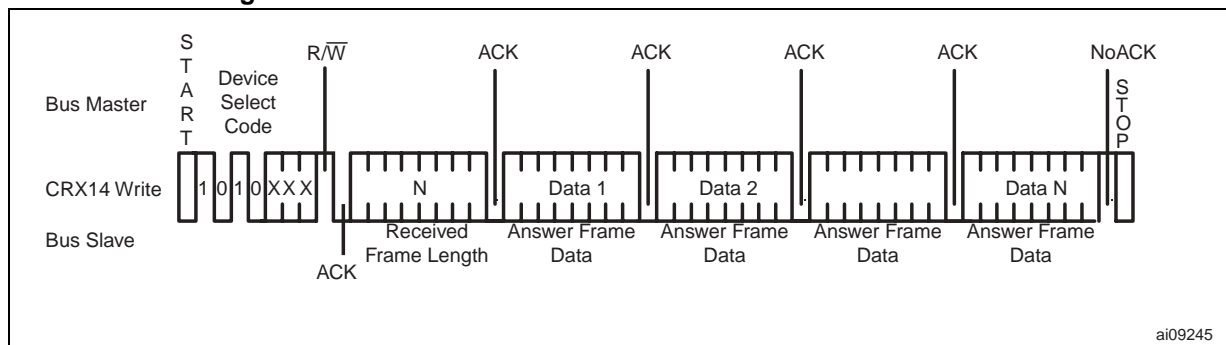 START
Device
Select
Code
R/W
ACK
ACK
ACK
ACK
NoACK
STOP
Bus Master
CRX14 Write
1 0 1 0 X X X
N
Data 1
Data 2
Data N
Bus Slave
ACK
Received
Frame Length
Answer Frame
Data
Answer Frame
Data
Answer Frame
Data
Answer Frame
Data
ai09245